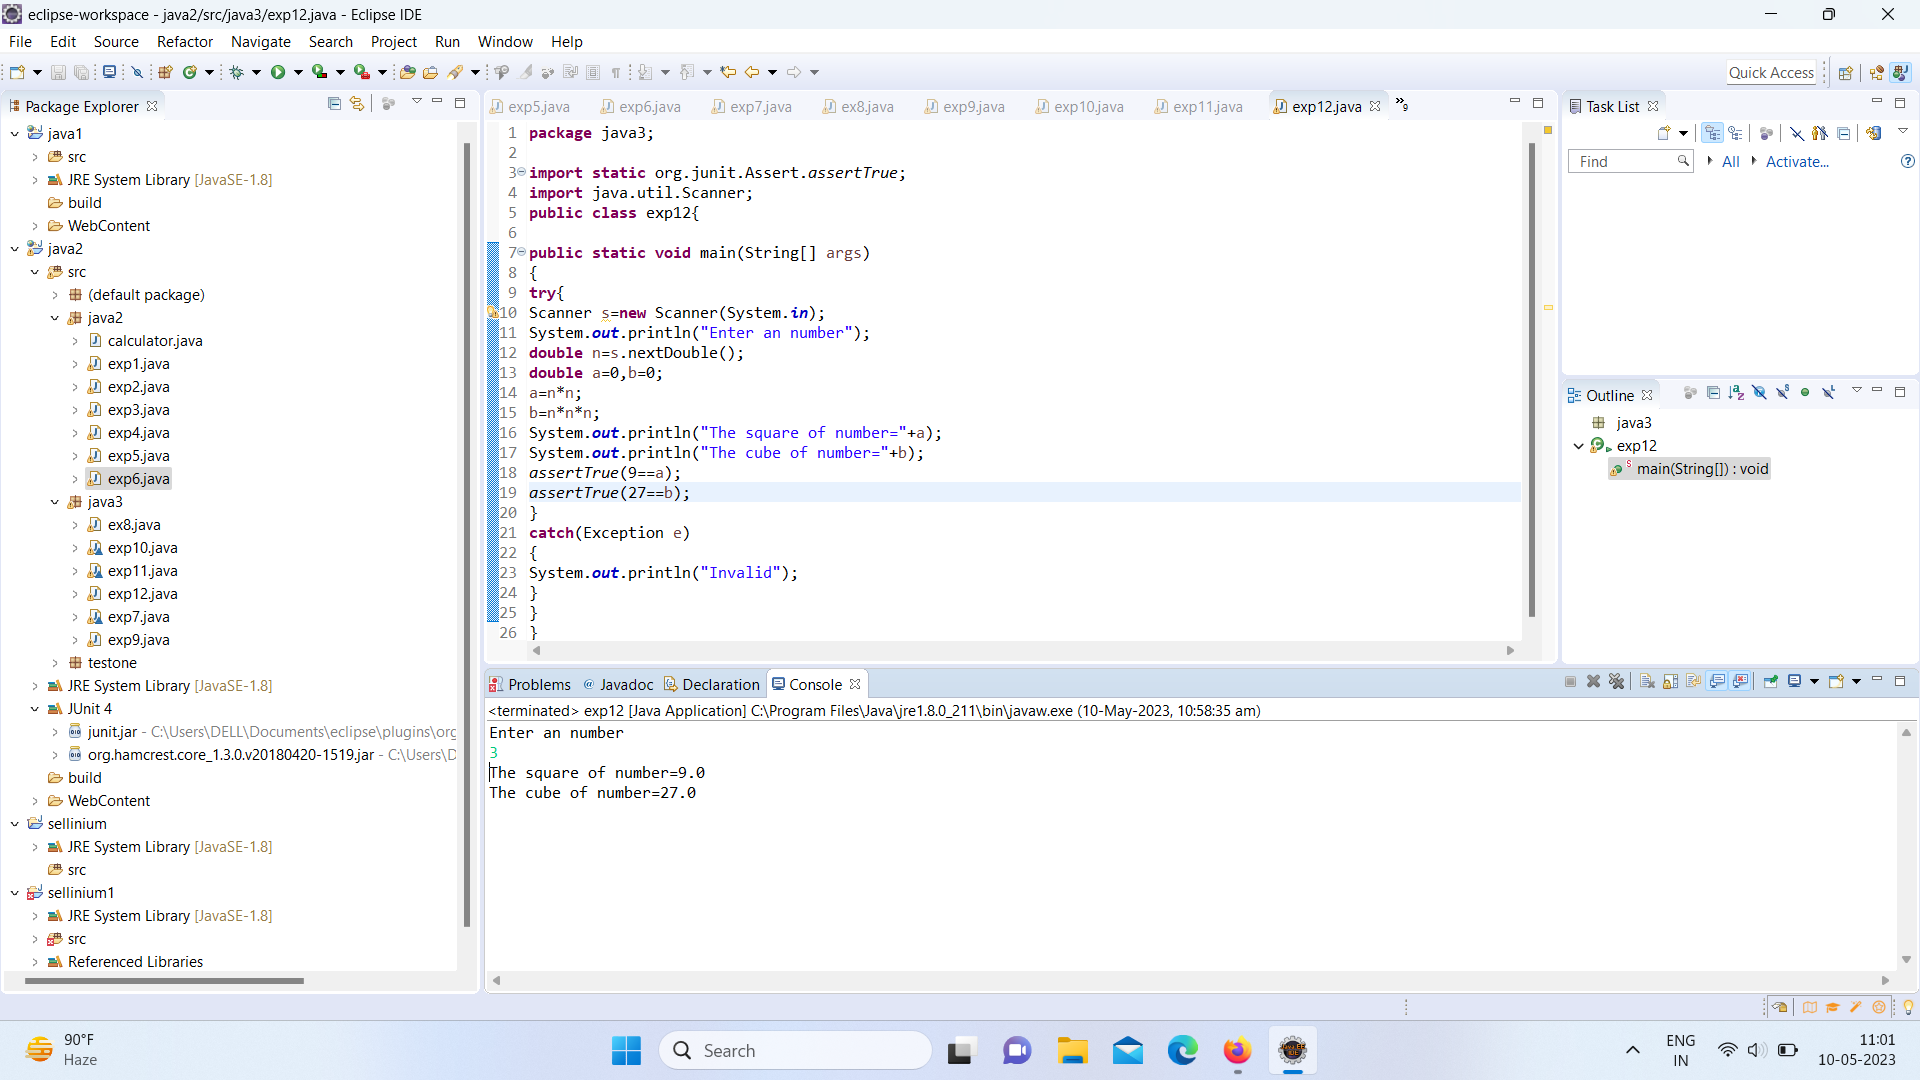 eclipse-workspace - java2/src/java3/exp12.java - Eclipse IDE
File Edit Source Refactor Navigate Search Project Run Window Help
Quick Access
Package Explorer
java1
src
JRE System Library [JavaSE-1.8]
build
WebContent
java2
src
(default package)
java2
calculator.java
exp1.java
exp2.java
exp3.java
exp4.java
exp5.java
exp6.java
java3
ex8.java
exp10.java
exp11.java
exp12.java
exp7.java
exp9.java
testone
JRE System Library [JavaSE-1.8]
JUnit 4
junit.jar - C:\Users\DELL\Documents\eclipse\plugins\org
org.hamcrest.core_1.3.0.v20180420-1519.jar - C:\Users\D
build
WebContent
sellinium
JRE System Library [JavaSE-1.8]
src
sellinium1
JRE System Library [JavaSE-1.8]
src
Referenced Libraries
exp5.java exp6.java exp7.java ex8.java exp9.java exp10.java exp11.java exp12.java »9
1 package java3;
2
3 import static org.junit.Assert.assertTrue;
4 import java.util.Scanner;
5 public class exp12{
6
7 public static void main(String[] args)
8 {
9 try{
10 Scanner s=new Scanner(System.in);
11 System.out.println("Enter an number");
12 double n=s.nextDouble();
13 double a=0,b=0;
14 a=n*n;
15 b=n*n*n;
16 System.out.println("The square of number="+a);
17 System.out.println("The cube of number="+b);
18 assertTrue(9==a);
19 assertTrue(27==b);
20 }
21 catch(Exception e)
22 {
23 System.out.println("Invalid");
24 }
25 }
26 }
Task List
Find All Activate...
Outline
java3
exp12
main(String[]) : void
Problems @ Javadoc Declaration Console
<terminated> exp12 [Java Application] C:\Program Files\Java\jre1.8.0_211\bin\javaw.exe (10-May-2023, 10:58:35 am)
Enter an number
3
The square of number=9.0
The cube of number=27.0
90°F
Haze
Search
ENG
IN
11:01
10-05-2023